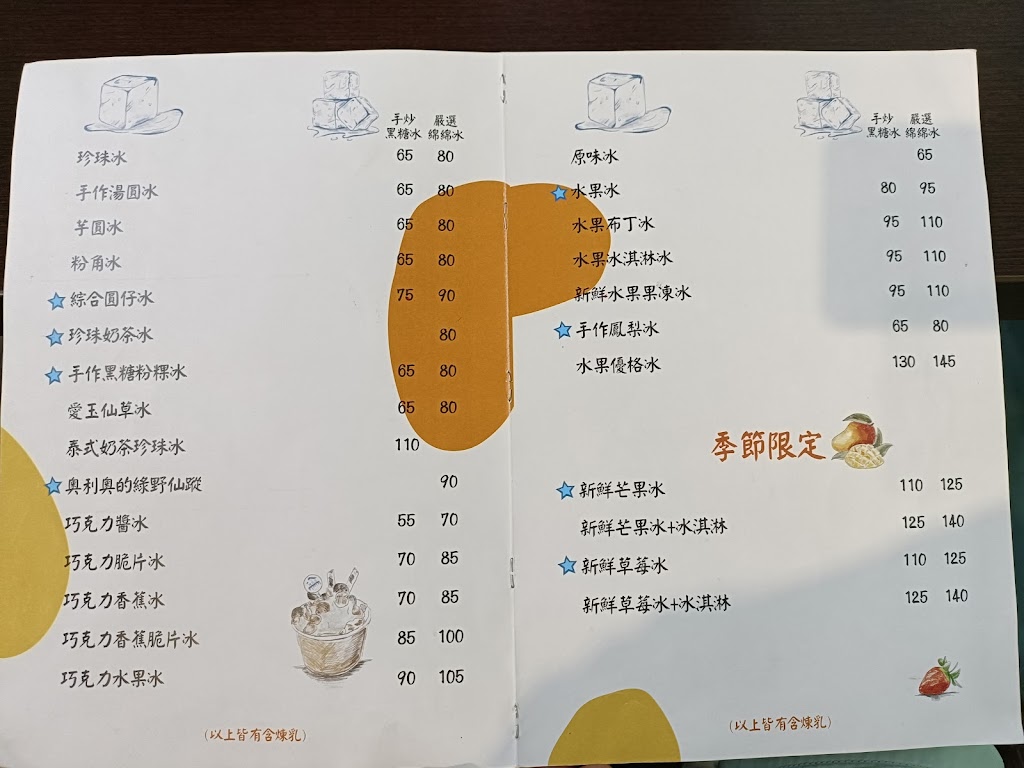 手炒 嚴選
黑糖冰 綿綿冰
珍珠冰 65 80
手作湯圓冰 65 80
芋圓冰 65 80
粉角冰 65 80
綜合圓仔冰 75 90
珍珠奶茶冰 80
手作黑糖粉粿冰 65 80
愛玉仙草冰 65 80
泰式奶茶珍珠冰 110
奧利奧的綠野仙蹤 90
巧克力醬冰 55 70
巧克力脆片冰 70 85
巧克力香蕉冰 70 85
巧克力香蕉脆片冰 85 100
巧克力水果冰 90 105
(以上皆有含煉乳)
手炒 嚴選
黑糖冰 綿綿冰
原味冰 65
水果冰 80 95
水果布丁冰 95 110
水果冰淇淋冰 95 110
新鮮水果果凍冰 95 110
手作鳳梨冰 65 80
水果優格冰 130 145
季節限定
新鮮芒果冰 110 125
新鮮芒果冰+冰淇淋 125 140
新鮮草莓冰 110 125
新鮮草莓冰+冰淇淋 125 140
(以上皆有含煉乳)